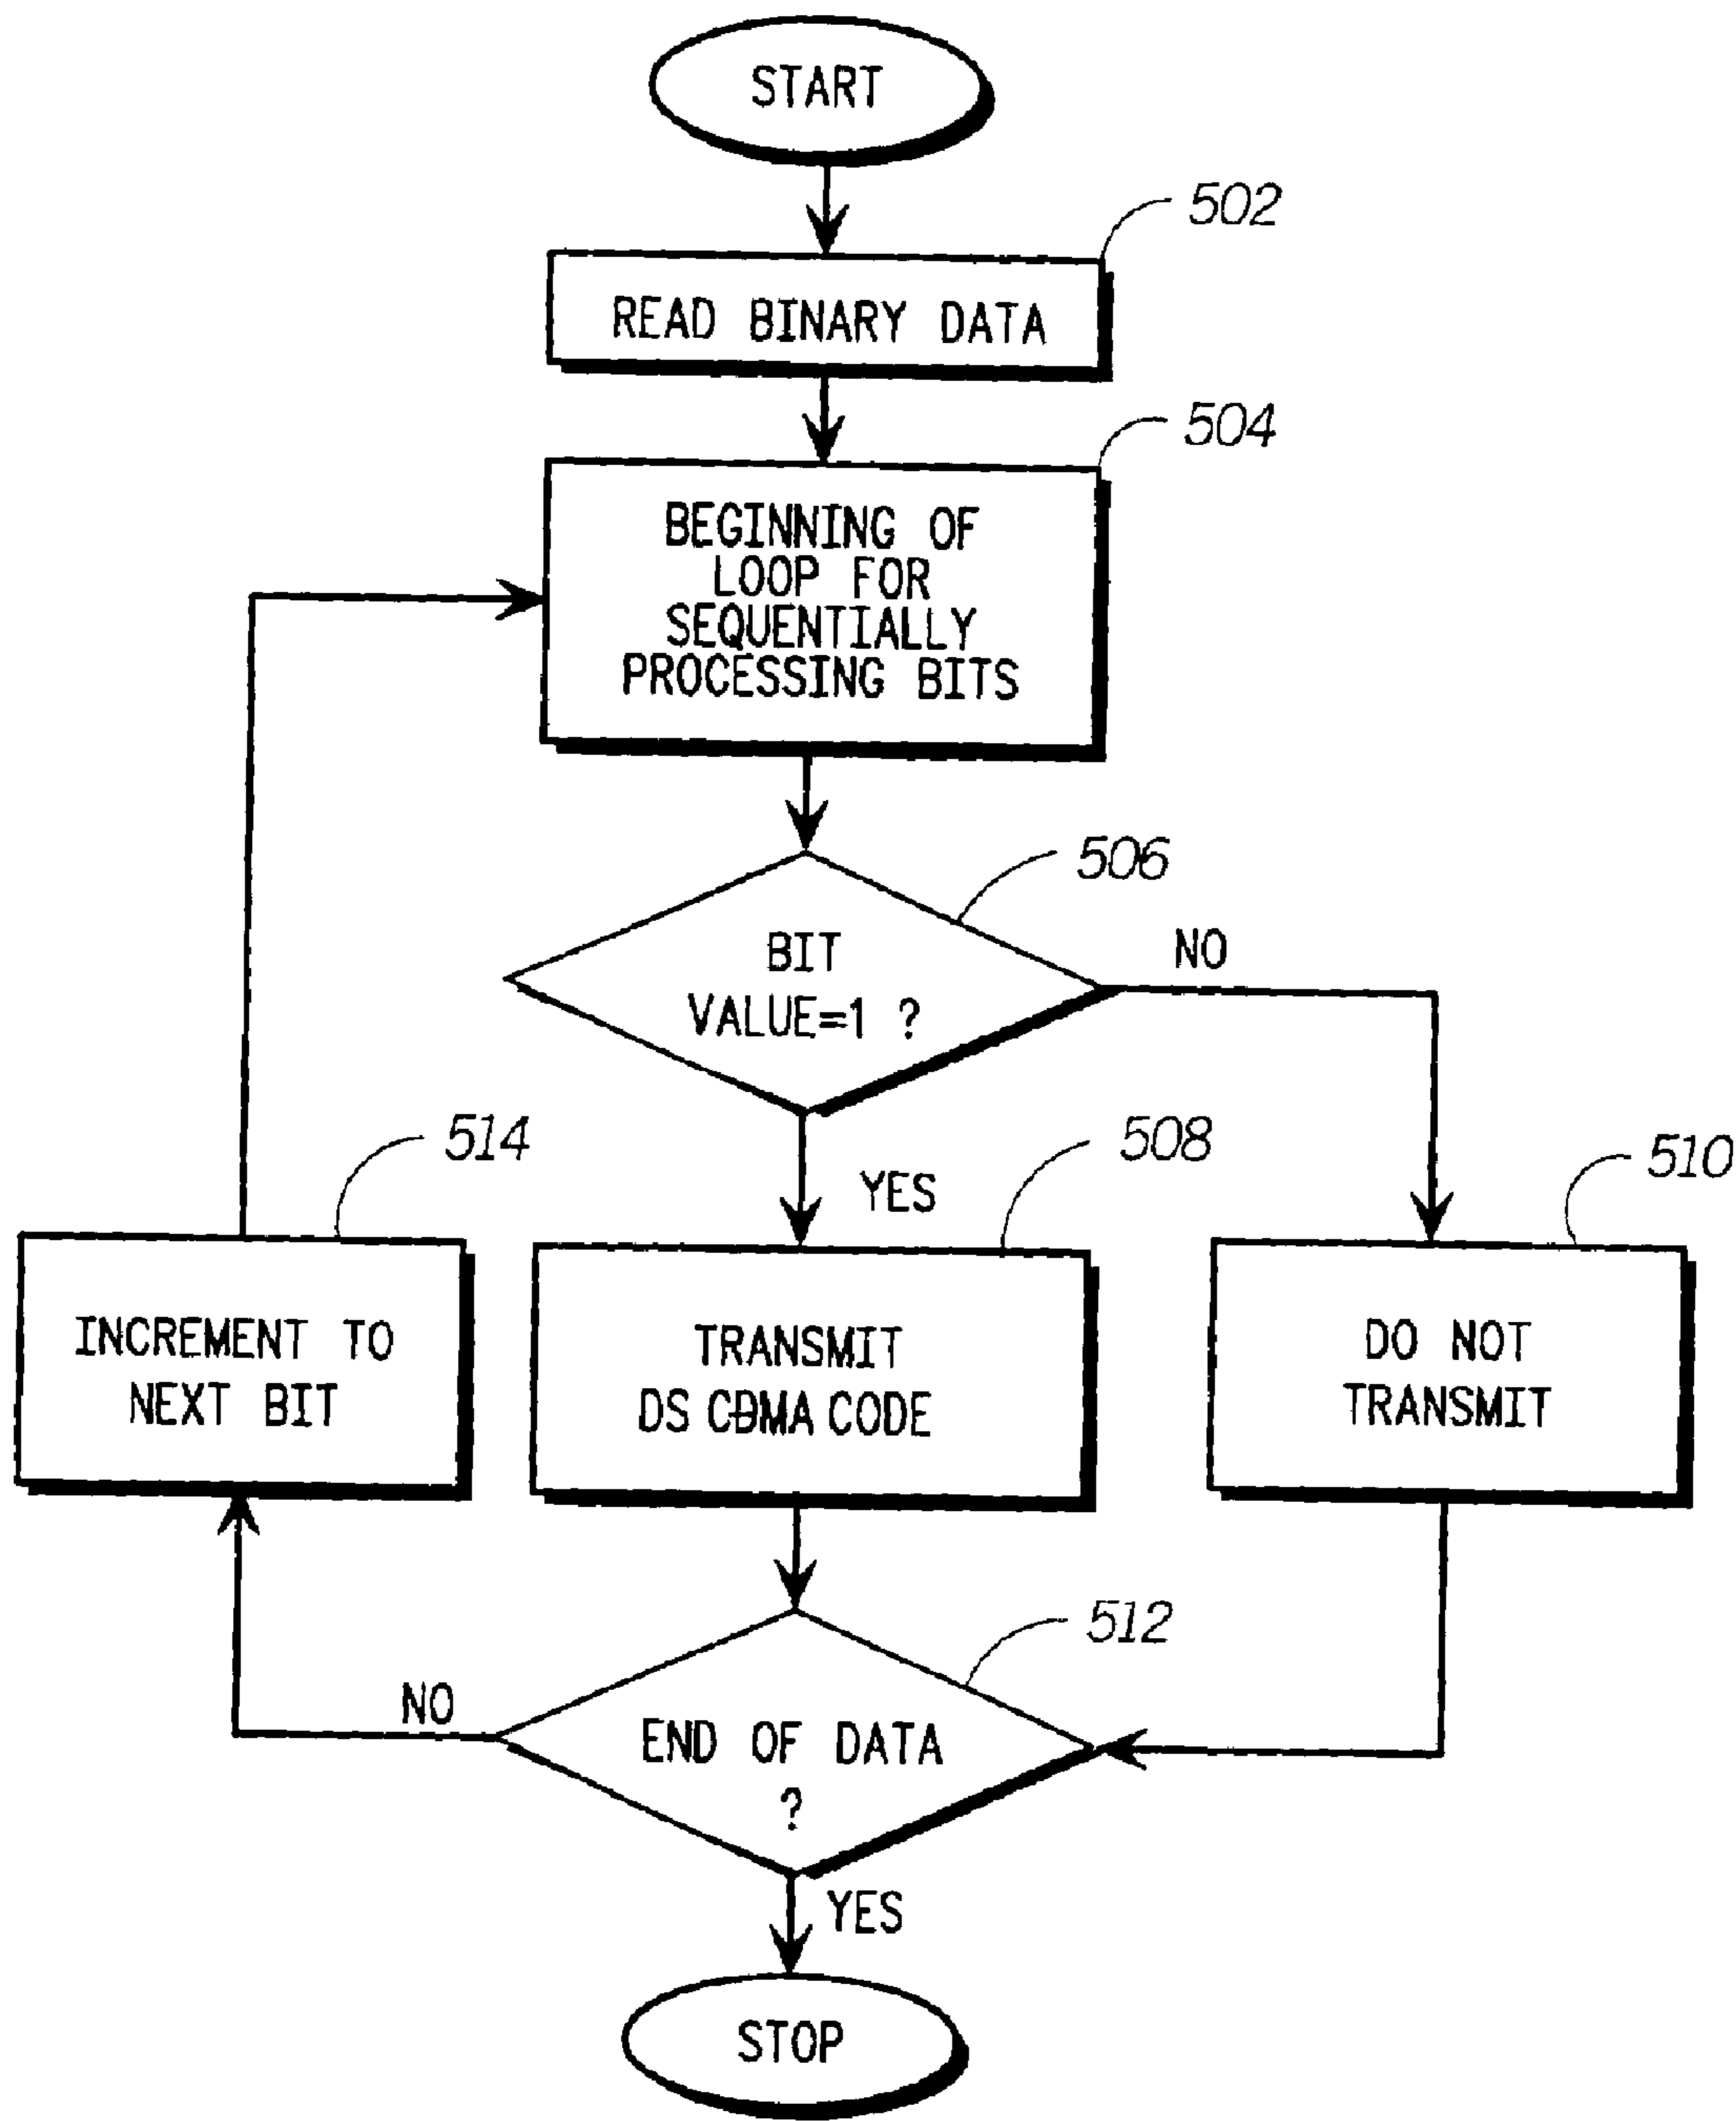 START
502
READ BINARY DATA
504
BEGINNING OF
LOOP FOR
SEQUENTIALLY
PROCESSING BITS
506
BIT
VALUE=1 ?
NO
YES
514
INCREMENT TO
NEXT BIT
508
TRANSMIT
DS CDMA CODE
510
DO NOT
TRANSMIT
512
END OF DATA
?
NO
YES
STOP